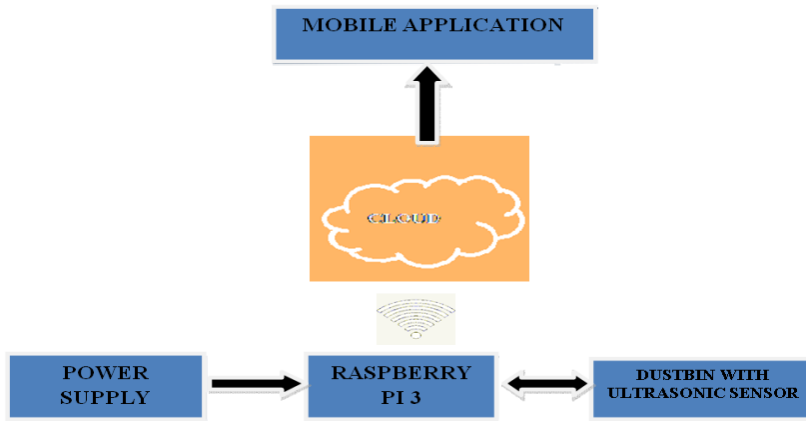 MOBILE APPLICATION
CLOUD
POWER
SUPPLY
RASPBERRY
PI 3
DUSTBIN WITH
ULTRASONIC SENSOR